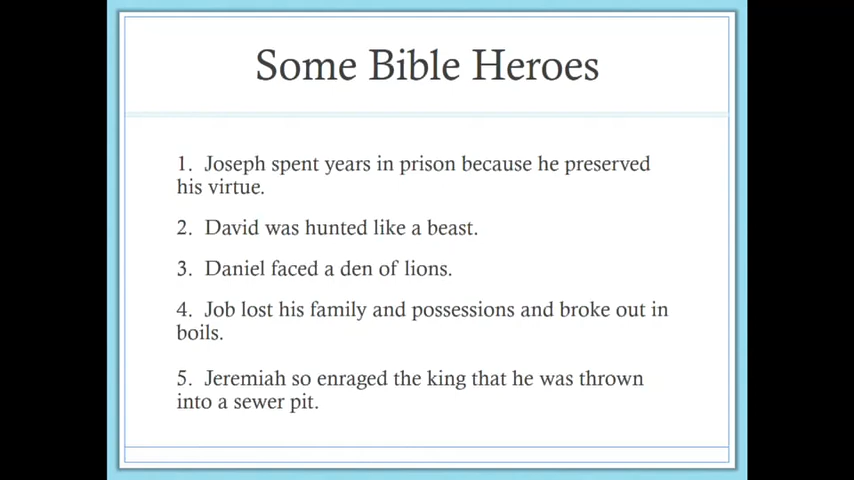 Some Bible Heroes
1. Joseph spent years in prison because he preserved
his virtue.
2. David was hunted like a beast.
3. Daniel faced a den of lions.
4. Job lost his family and possessions and broke out in
boils.
5. Jeremiah so enraged the king that he was thrown
into a sewer pit.